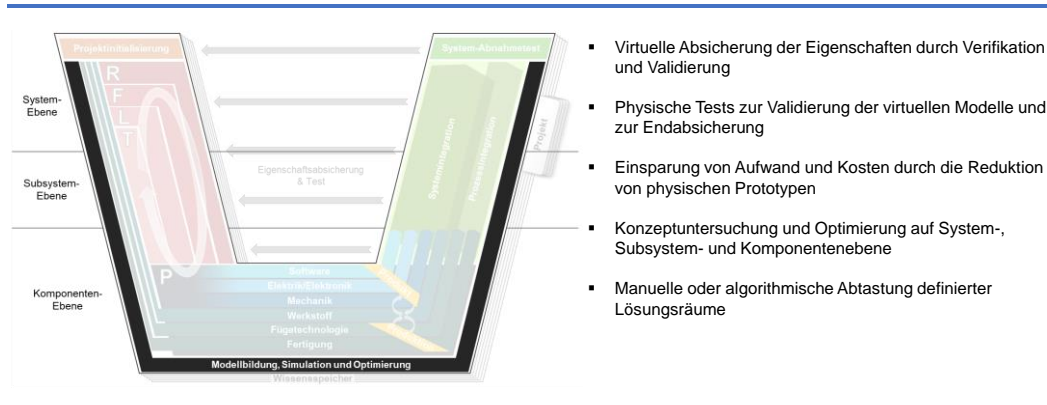 Projektinitialisierung
System-Abnahmetest
R
F
L
T
System-
Ebene
Systemintegration
Prozessintegration
Projekt
Eigenschaftsabsicherung
& Test
Subsystem-
Ebene
P
Software
Elektrik/Elektronik
Mechanik
Werkstoff
Fügetechnologie
Fertigung
Komponenten-
Ebene
Modellbildung, Simulation und Optimierung
Wissensspeicher
▪ Virtuelle Absicherung der Eigenschaften durch Verifikation
und Validierung
▪ Physische Tests zur Validierung der virtuellen Modelle und
zur Endabsicherung
▪ Einsparung von Aufwand und Kosten durch die Reduktion
von physischen Prototypen
▪ Konzeptuntersuchung und Optimierung auf System-,
Subsystem- und Komponentenebene
▪ Manuelle oder algorithmische Abtastung definierter
Lösungsräume